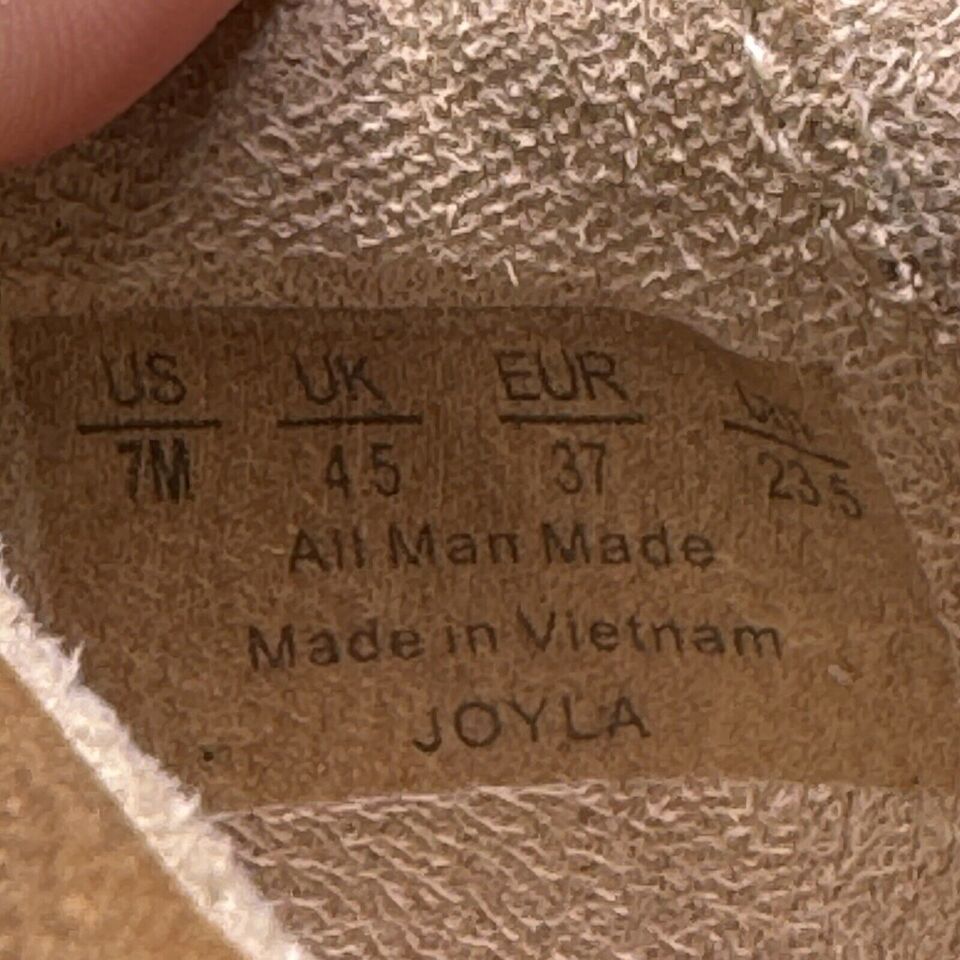 US UK EUR
7M 4.5 37 23.5
All Man Made
Made in Vietnam
JOYLA